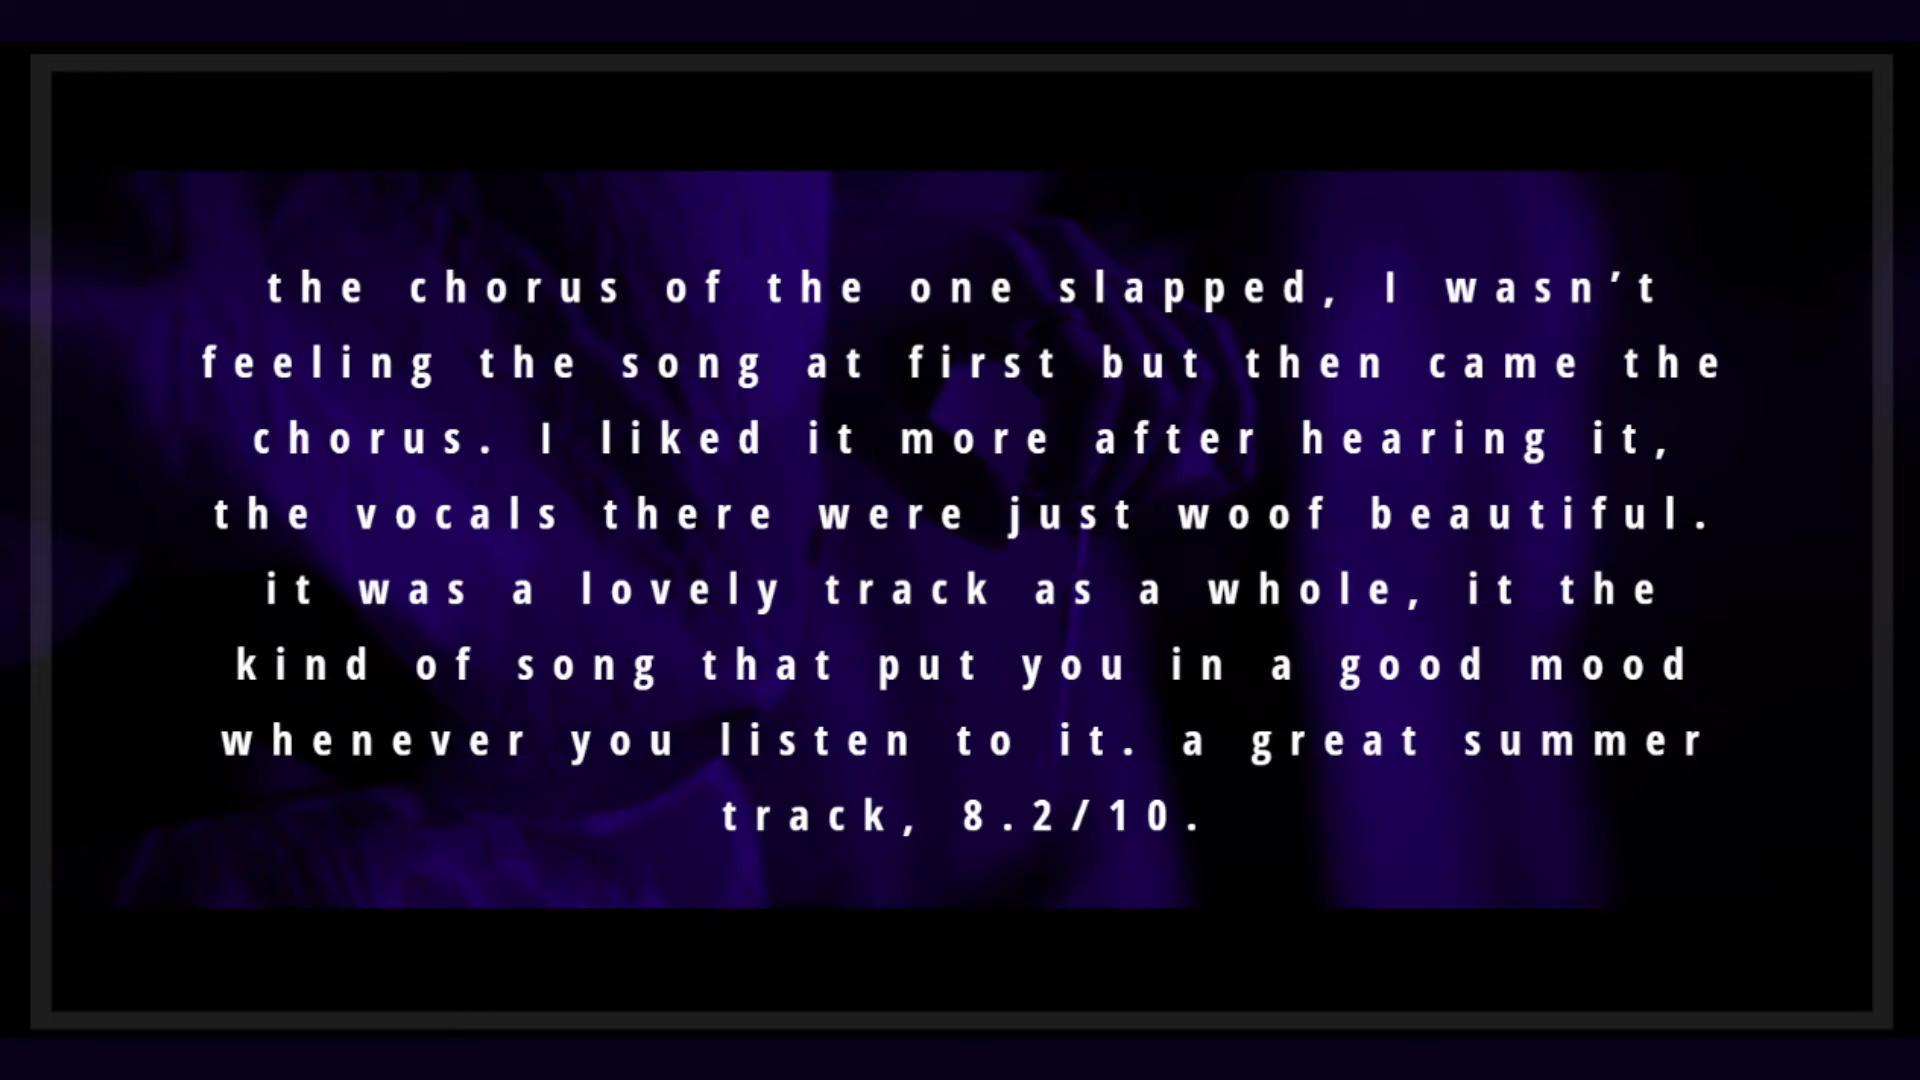 the chorus of the one slapped, I wasn’t
feeling the song at first but then came the
chorus. I liked it more after hearing it,
the vocals there were just woof beautiful.
it was a lovely track as a whole, it the
kind of song that put you in a good mood
whenever you listen to it. a great summer
track, 8.2/10.